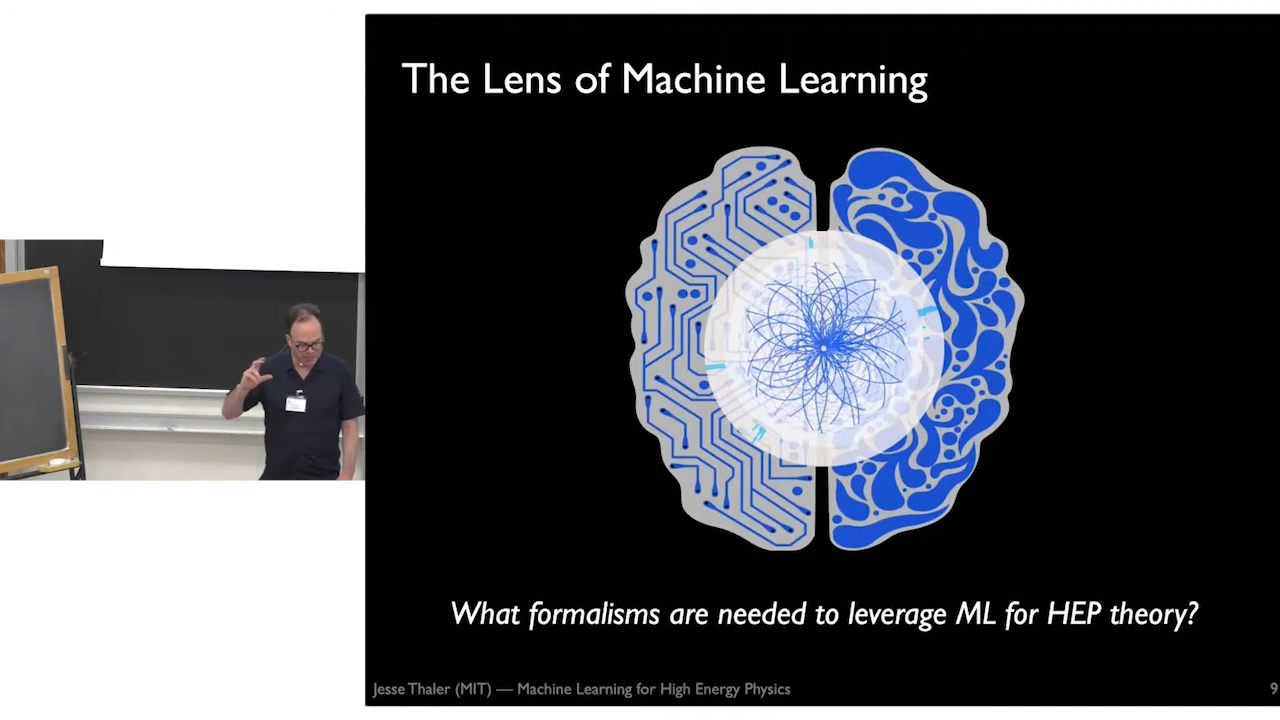 The Lens of Machine Learning
What formalisms are needed to leverage ML for HEP theory?
Jesse Thaler (MIT) — Machine Learning for High Energy Physics
9